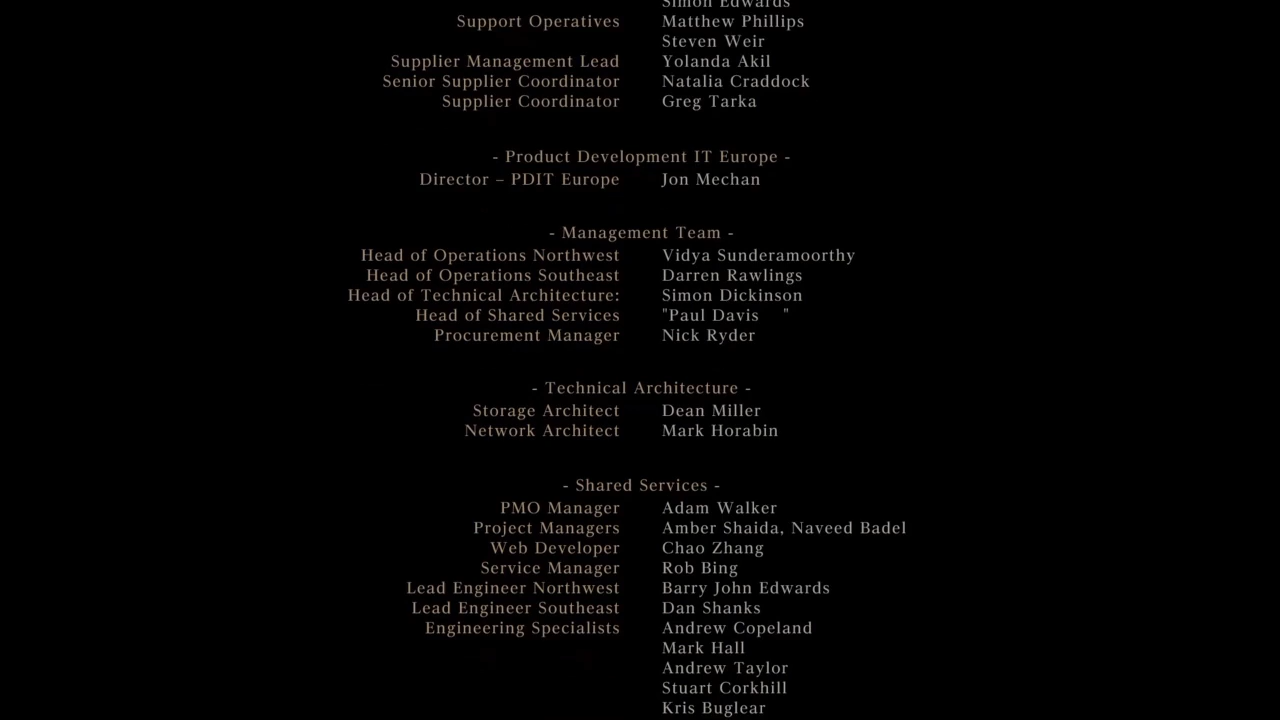 Simon Edwards
Support Operatives Matthew Phillips
Steven Weir
Supplier Management Lead Yolanda Akil
Senior Supplier Coordinator Natalia Craddock
Supplier Coordinator Greg Tarka
- Product Development IT Europe -
Director – PDIT Europe Jon Mechan
- Management Team -
Head of Operations Northwest Vidya Sunderamoorthy
Head of Operations Southeast Darren Rawlings
Head of Technical Architecture: Simon Dickinson
Head of Shared Services "Paul Davis "
Procurement Manager Nick Ryder
- Technical Architecture -
Storage Architect Dean Miller
Network Architect Mark Horabin
- Shared Services -
PMO Manager Adam Walker
Project Managers Amber Shaida, Naveed Badel
Web Developer Chao Zhang
Service Manager Rob Bing
Lead Engineer Northwest Barry John Edwards
Lead Engineer Southeast Dan Shanks
Engineering Specialists Andrew Copeland
Mark Hall
Andrew Taylor
Stuart Corkhill
Kris Buglear